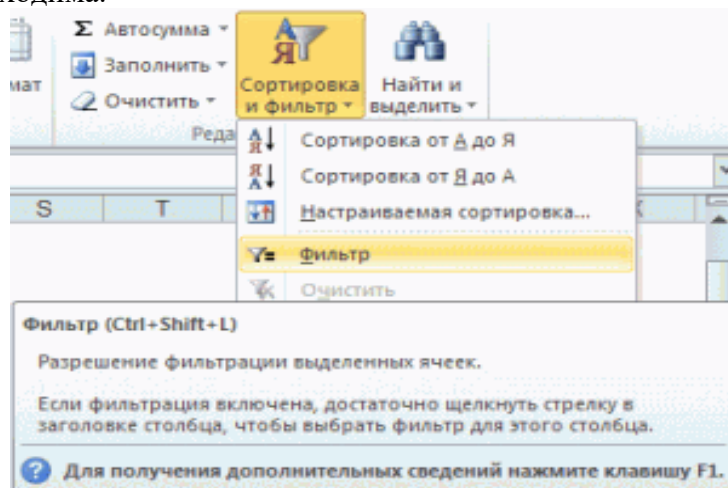 Σ Автосумма
Заполнить
Очистить
Сортировка
и фильтр
Найти и
выделить
мат
Реда
Сортировка от А до Я
Сортировка от Я до А
Настраиваемая сортировка...
Фильтр
Очистить
S T
Фильтр (Ctrl+Shift+L)
Разрешение фильтрации выделенных ячеек.
Если фильтрация включена, достаточно щелкнуть стрелку в
заголовке столбца, чтобы выбрать фильтр для этого столбца.
Для получения дополнительных сведений нажмите клавишу F1.